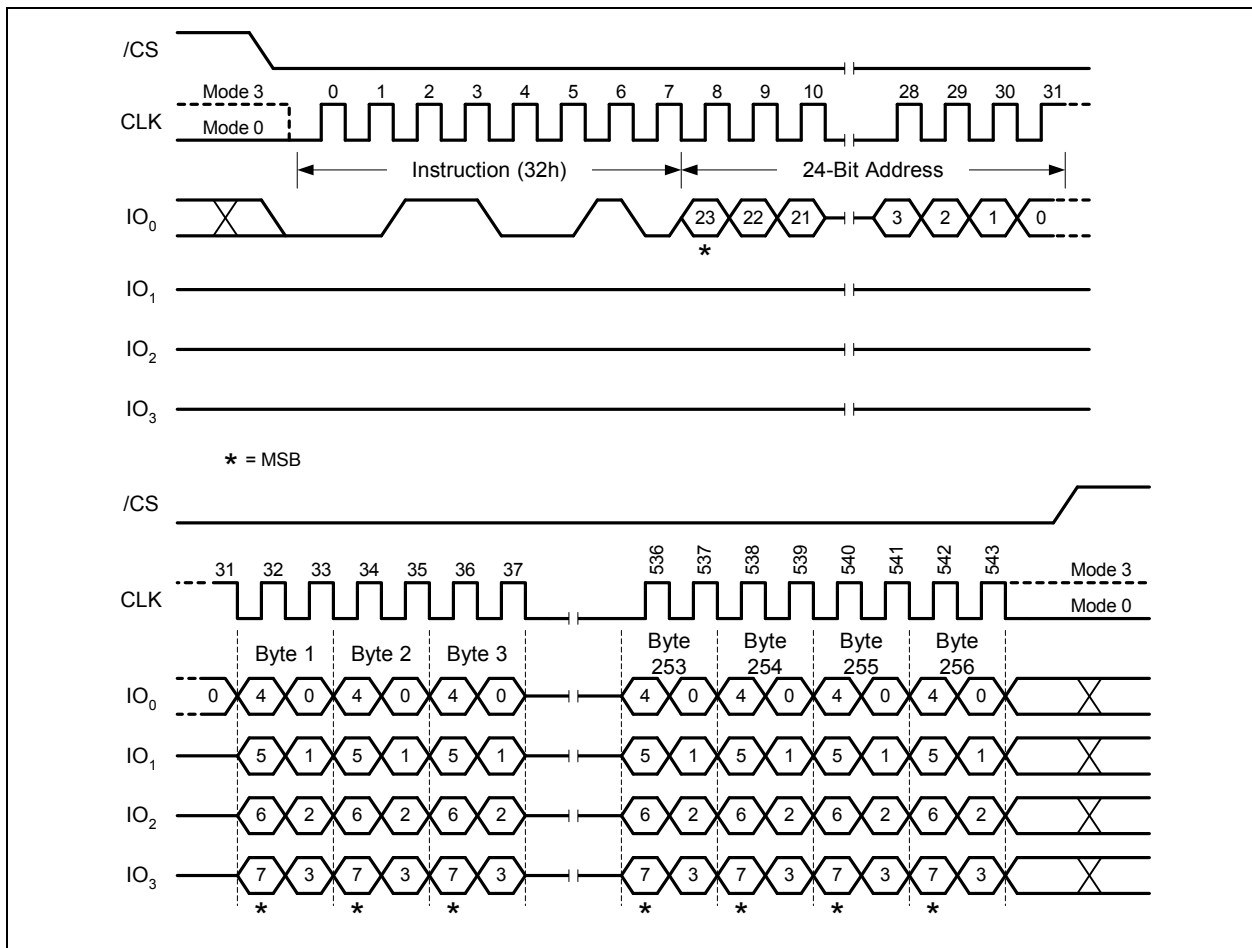 /CS
Mode 3 0 1 2 3 4 5 6 7 8 9 10 28 29 30 31
CLK
Mode 0
Instruction (32h) 24-Bit Address
IO0 23 22 21 3 2 1 0
*
IO1
IO2
IO3
* = MSB
/CS
31 32 33 34 35 36 37 536 537 538 539 540 541 542 543
CLK
Mode 3
Mode 0
Byte 1 Byte 2 Byte 3 Byte 253 Byte 254 Byte 255 Byte 256
IO0 0 4 0 4 0 4 0 4 0 4 0 4 0 4 0
IO1 5 1 5 1 5 1 5 1 5 1 5 1 5 1
IO2 6 2 6 2 6 2 6 2 6 2 6 2 6 2
IO3 7 3 7 3 7 3 7 3 7 3 7 3 7 3
* * * * * * *